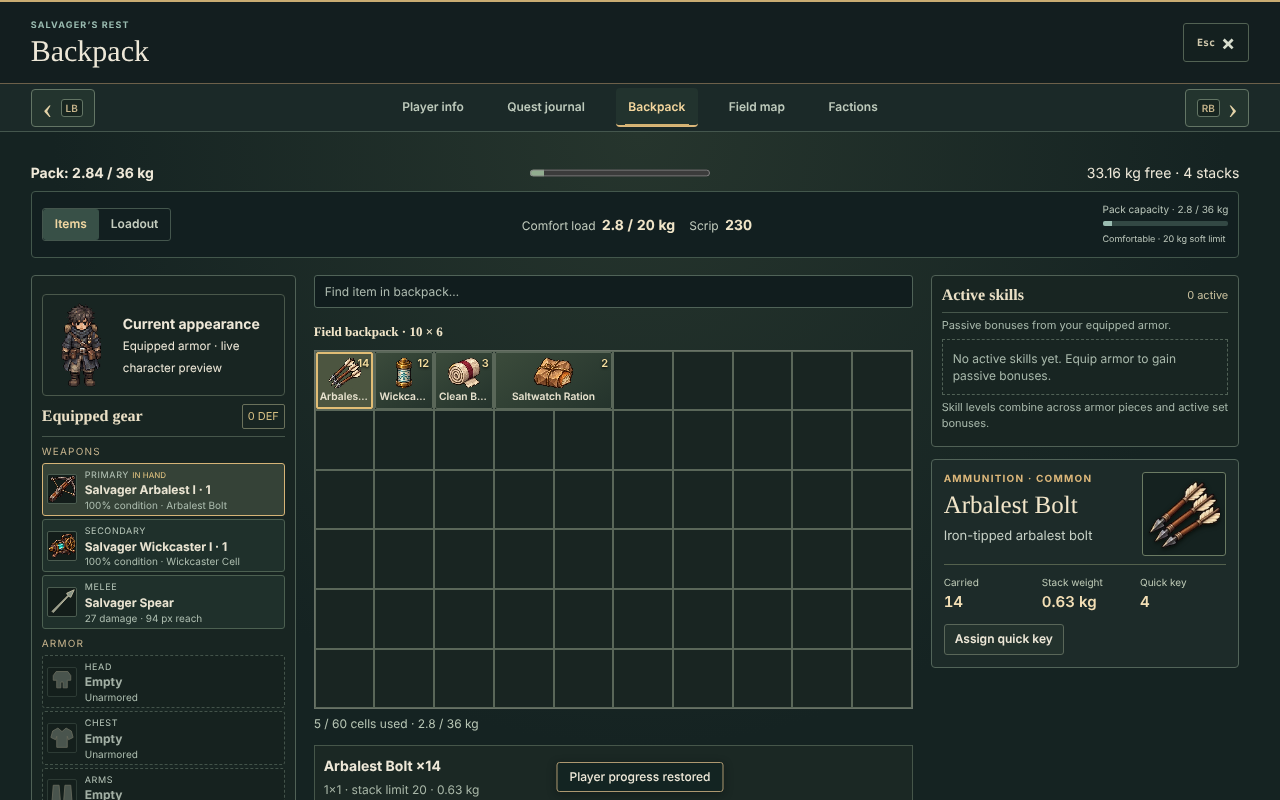 SALVAGER'S REST
Backpack
Esc ×
‹ LB
Player info
Quest journal
Backpack
Field map
Factions
RB ›
Pack: 2.84 / 36 kg
33.16 kg free · 4 stacks
Items
Loadout
Comfort load 2.8 / 20 kg Scrip 230
Pack capacity · 2.8 / 36 kg
Comfortable · 20 kg soft limit
Current appearance
Equipped armor · live
character preview
Equipped gear
0 DEF
WEAPONS
PRIMARY IN HAND
Salvager Arbalest I · 1
100% condition · Arbalest Bolt
SECONDARY
Salvager Wickcaster I · 1
100% condition · Wickcaster Cell
MELEE
Salvager Spear
27 damage · 94 px reach
ARMOR
HEAD
Empty
Unarmored
CHEST
Empty
Unarmored
ARMS
Empty
Find item in backpack...
Field backpack · 10 × 6
14
Arbales...
12
Wickca...
3
Clean B...
2
Saltwatch Ration
5 / 60 cells used · 2.8 / 36 kg
Arbalest Bolt ×14
1×1 · stack limit 20 · 0.63 kg
Player progress restored
Active skills
0 active
Passive bonuses from your equipped armor.
No active skills yet. Equip armor to gain
passive bonuses.
Skill levels combine across armor pieces and active set
bonuses.
AMMUNITION · COMMON
Arbalest Bolt
Iron-tipped arbalest bolt
Carried
14
Stack weight
0.63 kg
Quick key
4
Assign quick key